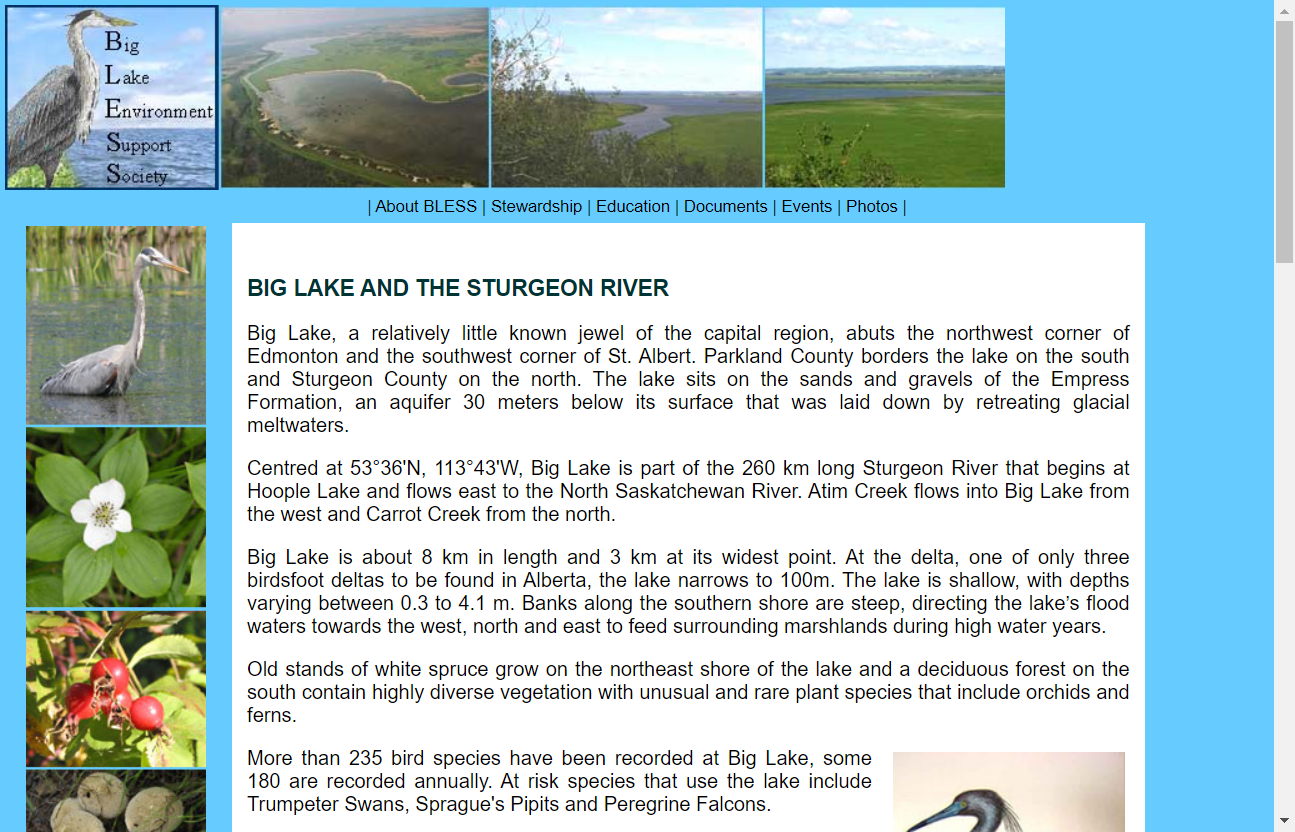 Big
Lake
Environment
Support
Society
| About BLESS | Stewardship | Education | Documents | Events | Photos |
BIG LAKE AND THE STURGEON RIVER
Big Lake, a relatively little known jewel of the capital region, abuts the northwest corner of
Edmonton and the southwest corner of St. Albert. Parkland County borders the lake on the south
and Sturgeon County on the north. The lake sits on the sands and gravels of the Empress
Formation, an aquifer 30 meters below its surface that was laid down by retreating glacial
meltwaters.
Centred at 53°36'N, 113°43'W, Big Lake is part of the 260 km long Sturgeon River that begins at
Hoople Lake and flows east to the North Saskatchewan River. Atim Creek flows into Big Lake from
the west and Carrot Creek from the north.
Big Lake is about 8 km in length and 3 km at its widest point. At the delta, one of only three
birdsfoot deltas to be found in Alberta, the lake narrows to 100m. The lake is shallow, with depths
varying between 0.3 to 4.1 m. Banks along the southern shore are steep, directing the lake’s flood
waters towards the west, north and east to feed surrounding marshlands during high water years.
Old stands of white spruce grow on the northeast shore of the lake and a deciduous forest on the
south contain highly diverse vegetation with unusual and rare plant species that include orchids and
ferns.
More than 235 bird species have been recorded at Big Lake, some
180 are recorded annually. At risk species that use the lake include
Trumpeter Swans, Sprague's Pipits and Peregrine Falcons.